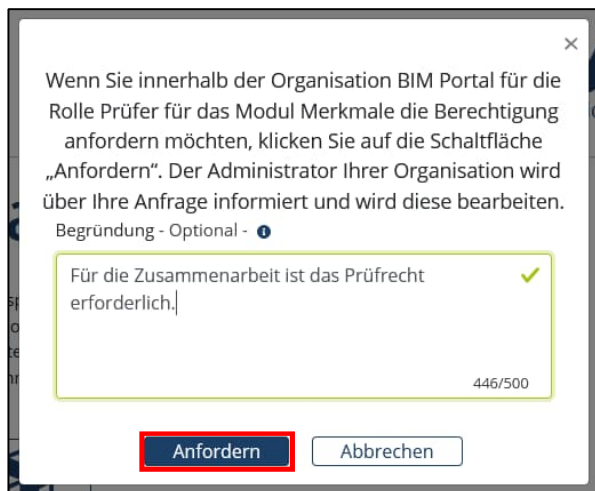 Wenn Sie innerhalb der Organisation BIM Portal für die
Rolle Prüfer für das Modul Merkmale die Berechtigung
anfordern möchten, klicken Sie auf die Schaltfläche
„Anfordern“. Der Administrator Ihrer Organisation wird
über Ihre Anfrage informiert und wird diese bearbeiten.
Begründung - Optional -
Für die Zusammenarbeit ist das Prüfrecht
erforderlich.
446/500
Anfordern Abbrechen